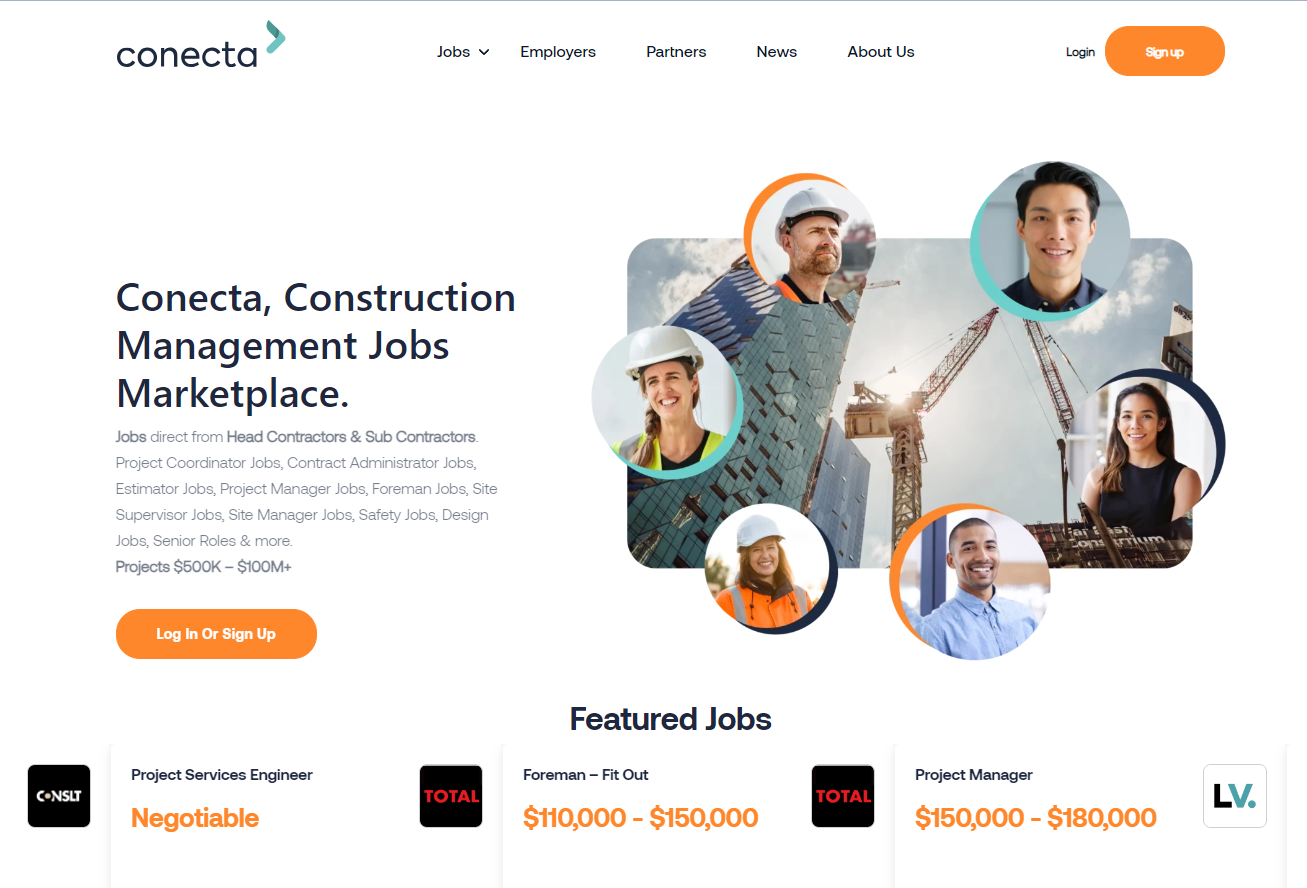 conecta
Jobs
Employers
Partners
News
About Us
Login
Sign up
Conecta, Construction
Management Jobs
Marketplace.
Jobs direct from Head Contractors & Sub Contractors.
Project Coordinator Jobs, Contract Administrator Jobs,
Estimator Jobs, Project Manager Jobs, Foreman Jobs, Site
Supervisor Jobs, Site Manager Jobs, Safety Jobs, Design
Jobs, Senior Roles & more.
Projects $500K – $100M+
Log In Or Sign Up
Featured Jobs
CONSLT
Project Services Engineer
Negotiable
TOTAL
Foreman – Fit Out
$110,000 - $150,000
TOTAL
Project Manager
$150,000 - $180,000
LV.